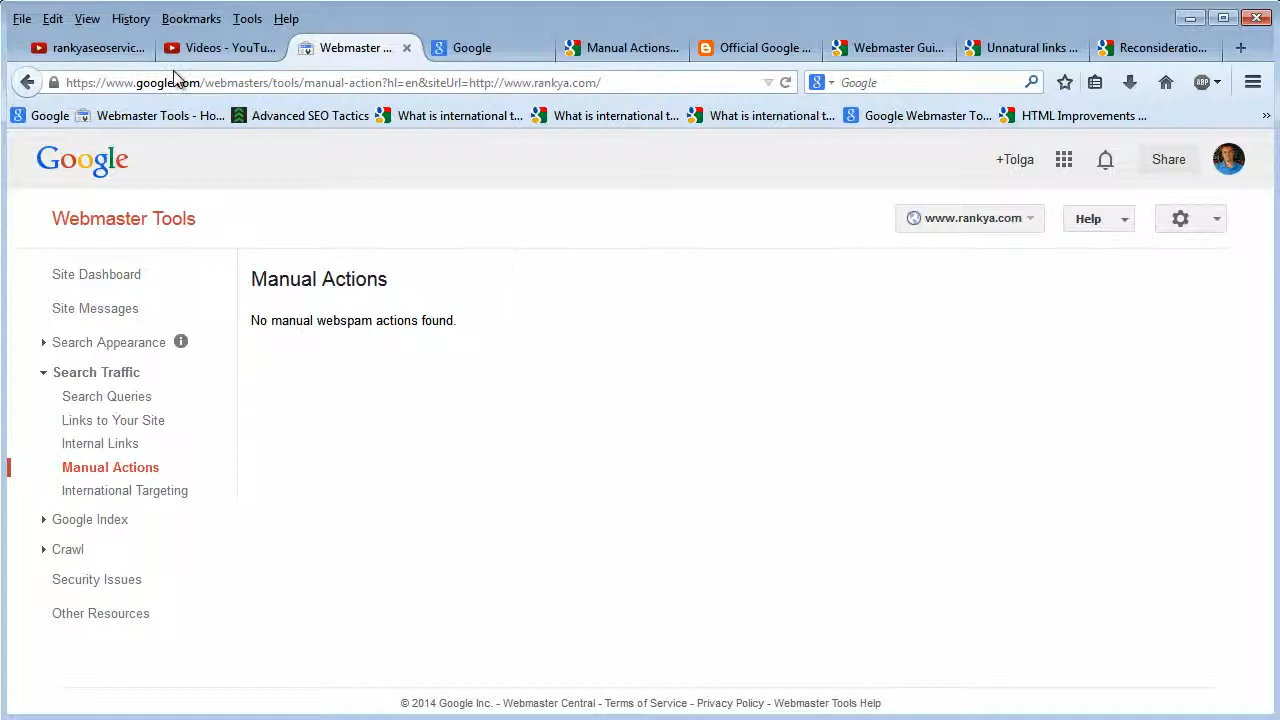 File Edit View History Bookmarks Tools Help
rankyaseoservic... Videos - YouTu... Webmaster ... Google Manual Actions... Official Google ... Webmaster Gui... Unnatural links ... Reconsideratio...
https://www.google.com/webmasters/tools/manual-action?hl=en&siteUrl=http://www.rankya.com/ Google ABP
Google Webmaster Tools - Ho... Advanced SEO Tactics What is international t... What is international t... What is international t... Google Webmaster To... HTML Improvements ... »
Google +Tolga Share
Webmaster Tools www.rankya.com Help
Site Dashboard
Site Messages
Search Appearance i
Search Traffic
Search Queries
Links to Your Site
Internal Links
Manual Actions
International Targeting
Google Index
Crawl
Security Issues
Other Resources
Manual Actions
No manual webspam actions found.
© 2014 Google Inc. - Webmaster Central - Terms of Service - Privacy Policy - Webmaster Tools Help